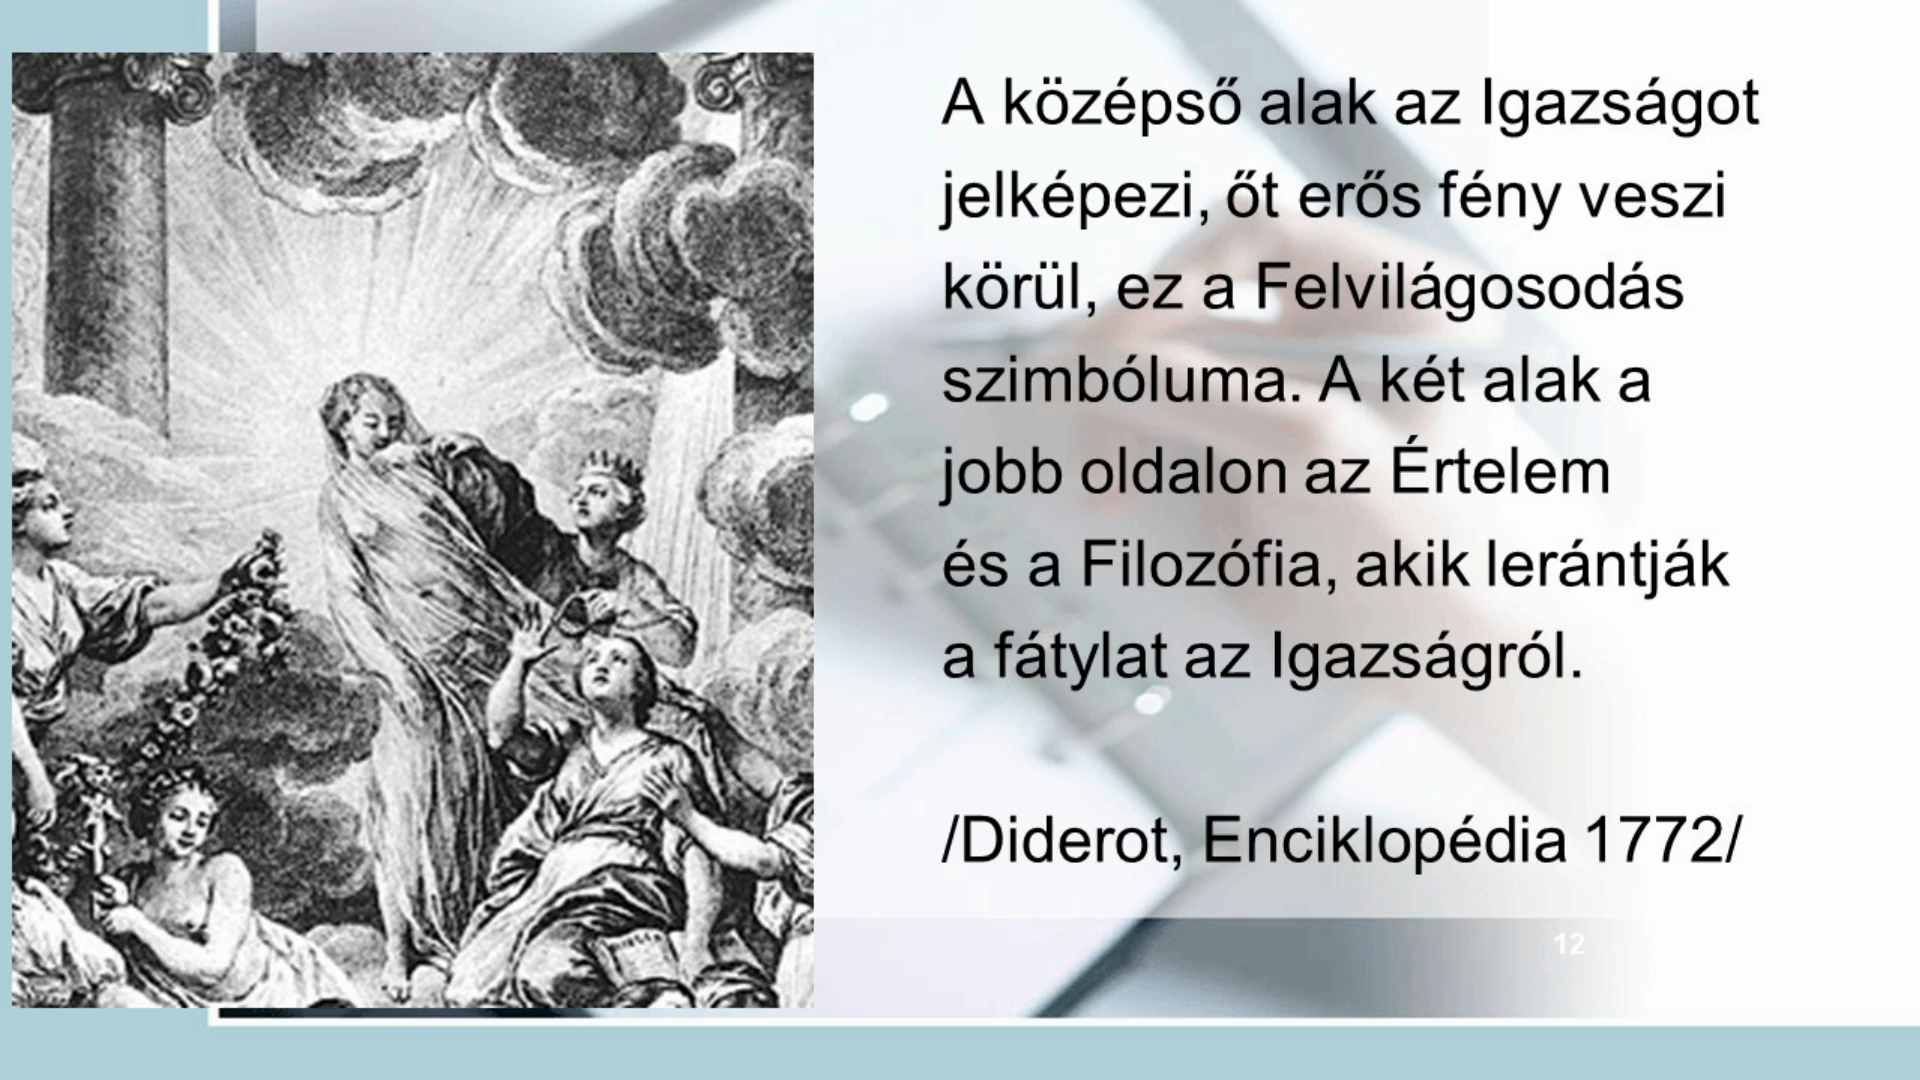 A középső alak az Igazságot
jelképezi, őt erős fény veszi
körül, ez a Felvilágosodás
szimbóluma. A két alak a
jobb oldalon az Értelem
és a Filozófia, akik lerántják
a fátylat az Igazságról.
/Diderot, Enciklopédia 1772/
12